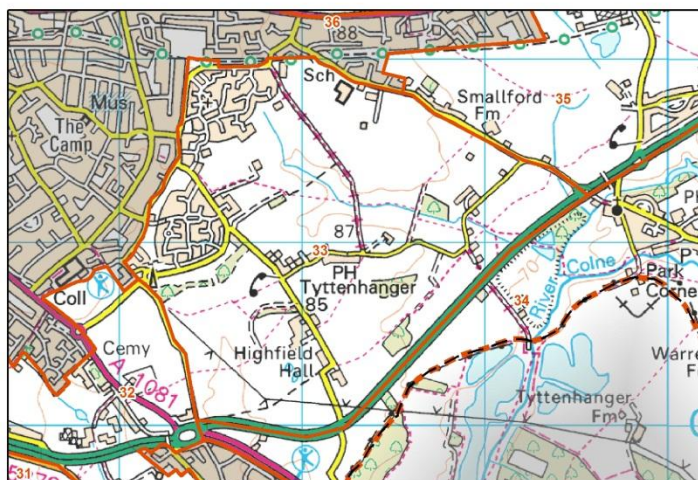 36
88
Sch
Mus
The
Camp
Smallford
Fm
35
87
33
PH
Tyttenhanger
85
Coll
Cemy
Highfield
Hall
A 1081
32
31
70
River Colne
34
Park
Corne
Warre
Tyttenhanger
Fm